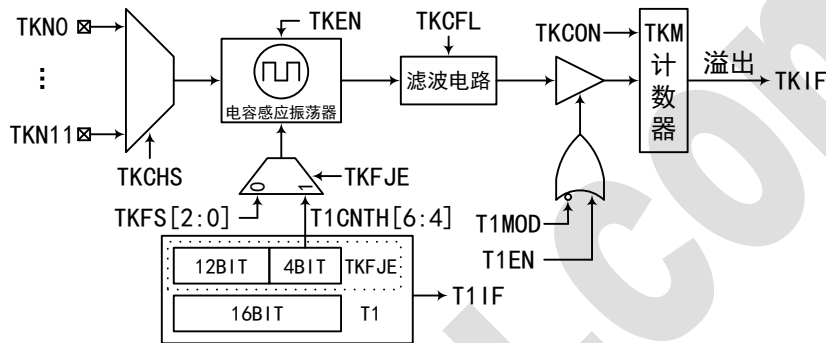 TKN0
⋮
TKN11
TKCHS
TKEN
电容感应振荡器
0 1
TKFJE
TKFS[2:0]
T1CNTH[6:4]
12BIT 4BIT TKFJE
16BIT T1
T1IF
TKCFL
滤波电路
T1MOD
T1EN
TKCON
TKM
计
数
器
溢出
TKIF